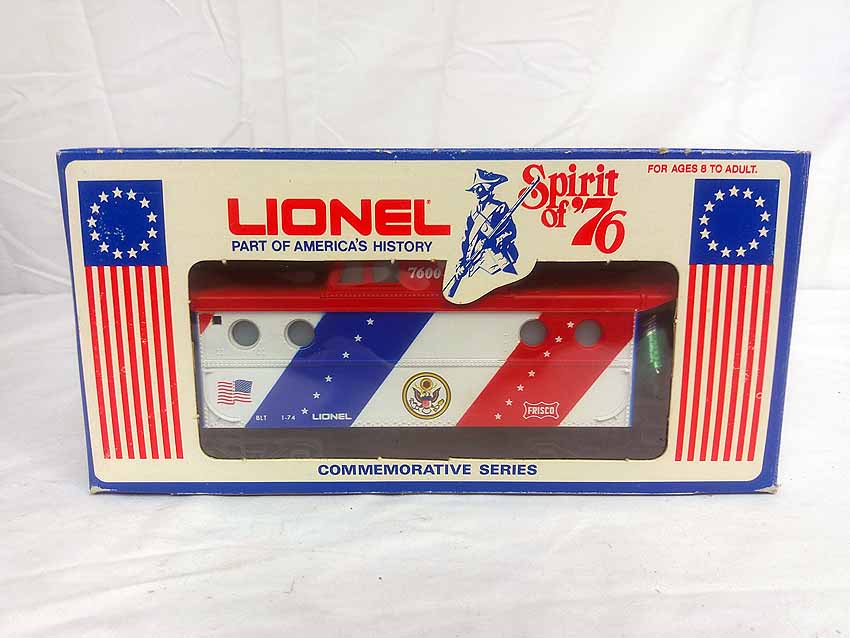 FOR AGES 8 TO ADULT.
Spirit
of '76
LIONEL
PART OF AMERICA'S HISTORY
7600
BLT 1-74 LIONEL
FRISCO
COMMEMORATIVE SERIES